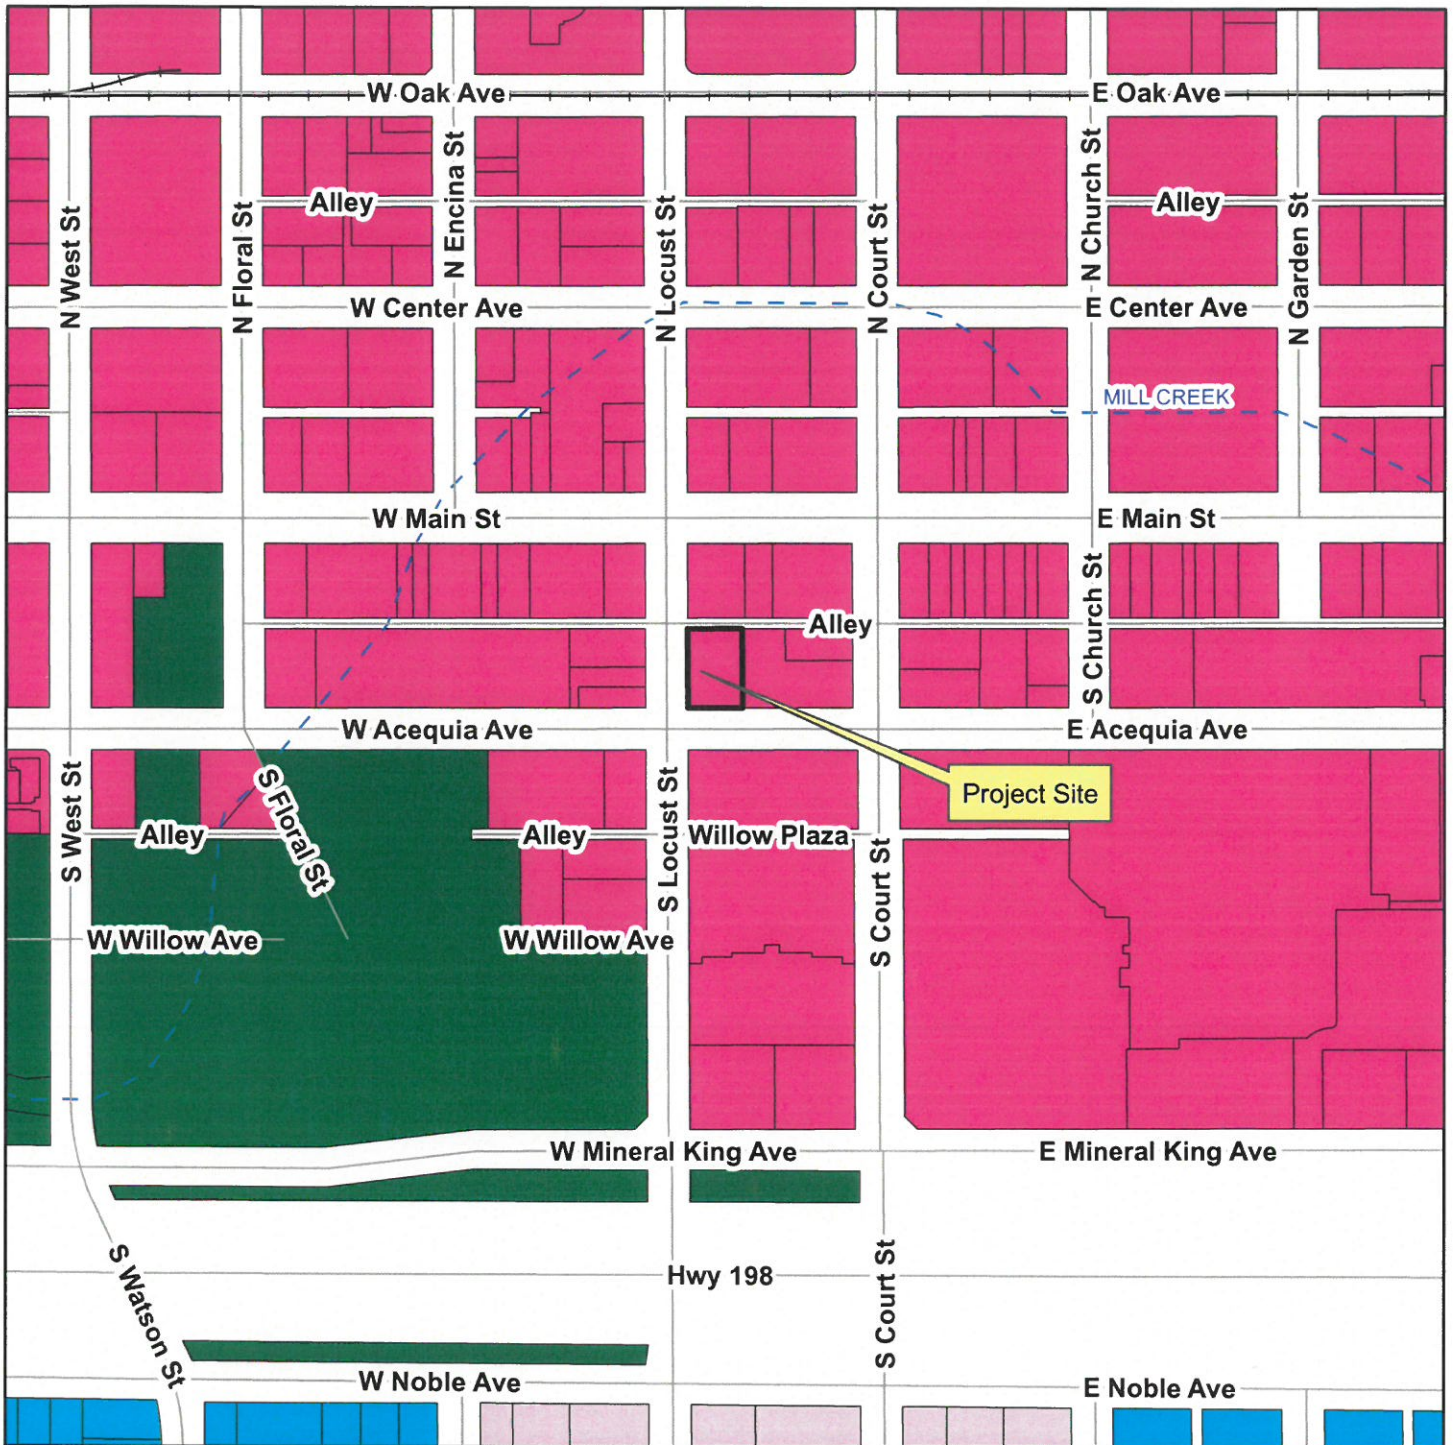 W Oak Ave
E Oak Ave
N West St
N Floral St
Alley
N Encina St
N Locust St
N Court St
N Church St
Alley
N Garden St
W Center Ave
E Center Ave
MILL CREEK
W Main St
E Main St
Alley
S Church St
W Acequia Ave
E Acequia Ave
Project Site
S West St
Alley
S Floral St
Alley
S Locust St
Willow Plaza
S Court St
W Willow Ave
W Willow Ave
W Mineral King Ave
E Mineral King Ave
S Watson St
Hwy 198
S Court St
W Noble Ave
E Noble Ave